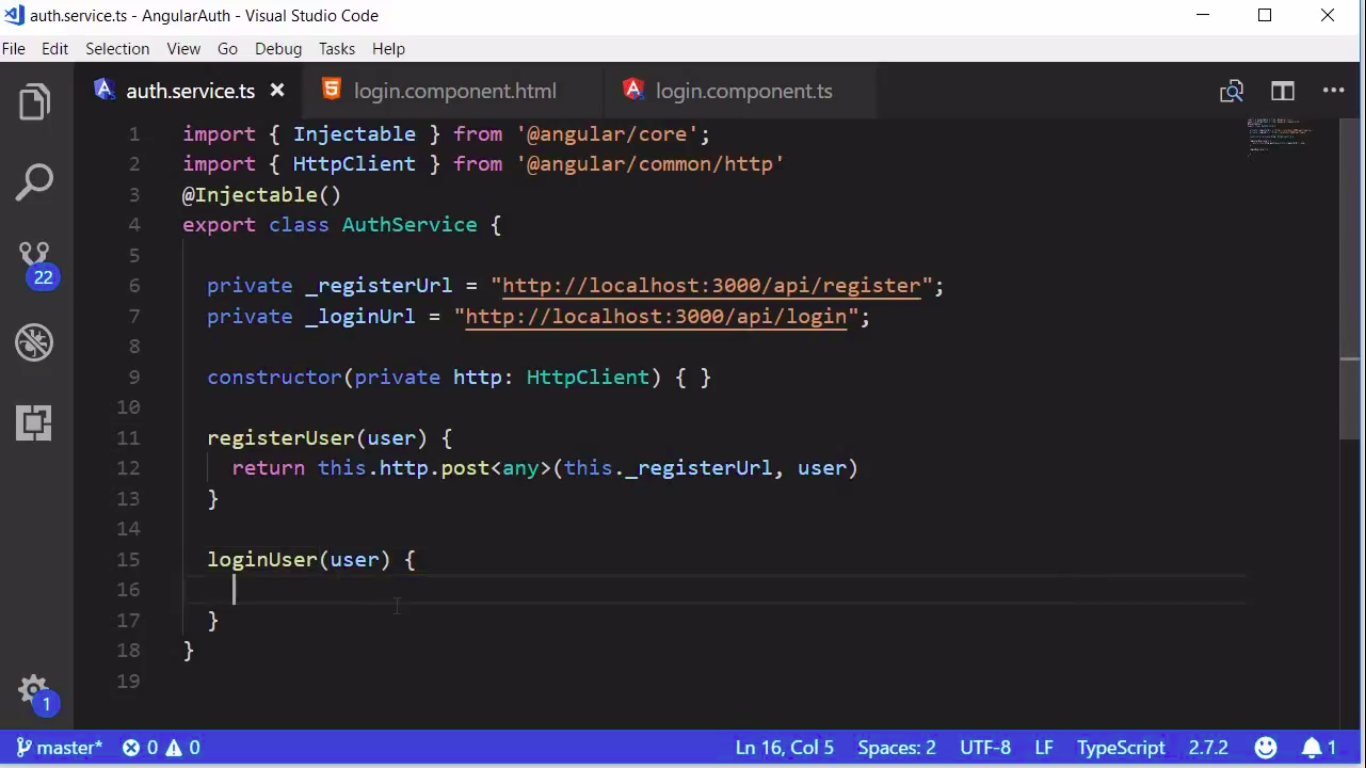 auth.service.ts - AngularAuth - Visual Studio Code
File Edit Selection View Go Debug Tasks Help
auth.service.ts login.component.html login.component.ts
1 import { Injectable } from '@angular/core';
2 import { HttpClient } from '@angular/common/http'
3 @Injectable()
4 export class AuthService {
5
6 private _registerUrl = "http://localhost:3000/api/register";
7 private _loginUrl = "http://localhost:3000/api/login";
8
9 constructor(private http: HttpClient) { }
10
11 registerUser(user) {
12 return this.http.post<any>(this._registerUrl, user)
13 }
14
15 loginUser(user) {
16
17 }
18 }
19
22
1
master* 0 0 Ln 16, Col 5 Spaces: 2 UTF-8 LF TypeScript 2.7.2 1